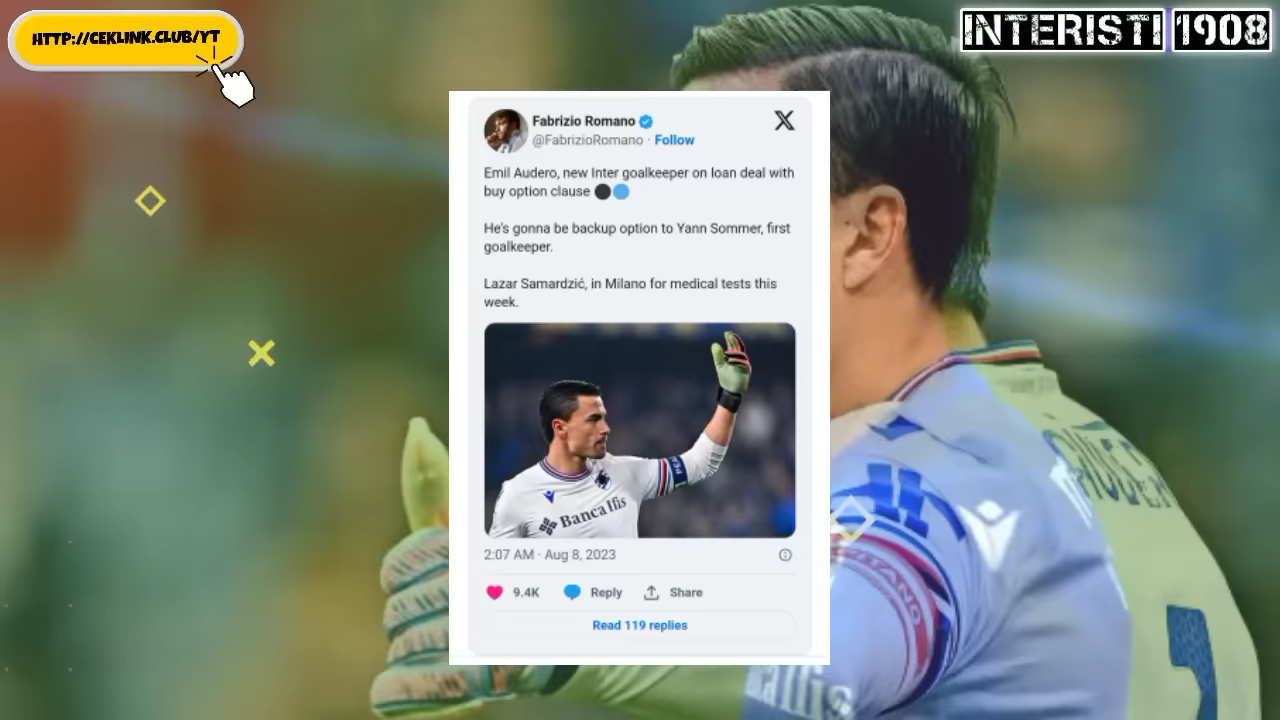 HTTP://CEKLINK.CLUB/YT
INTERISTI 1908
Fabrizio Romano
@FabrizioRomano · Follow
Emil Audero, new Inter goalkeeper on loan deal with
buy option clause ⚫🔵
He's gonna be backup option to Yann Sommer, first
goalkeeper.
Lazar Samardzić, in Milano for medical tests this
week.
Banca Ifis
2:07 AM · Aug 8, 2023
9.4K Reply Share
Read 119 replies